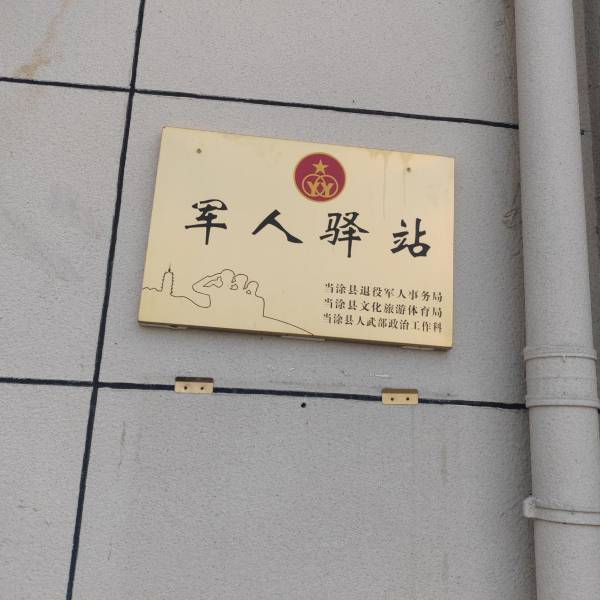 军人驿站
当涂县退役军人事务局
当涂县文化旅游体育局
当涂县人武部政治工作科